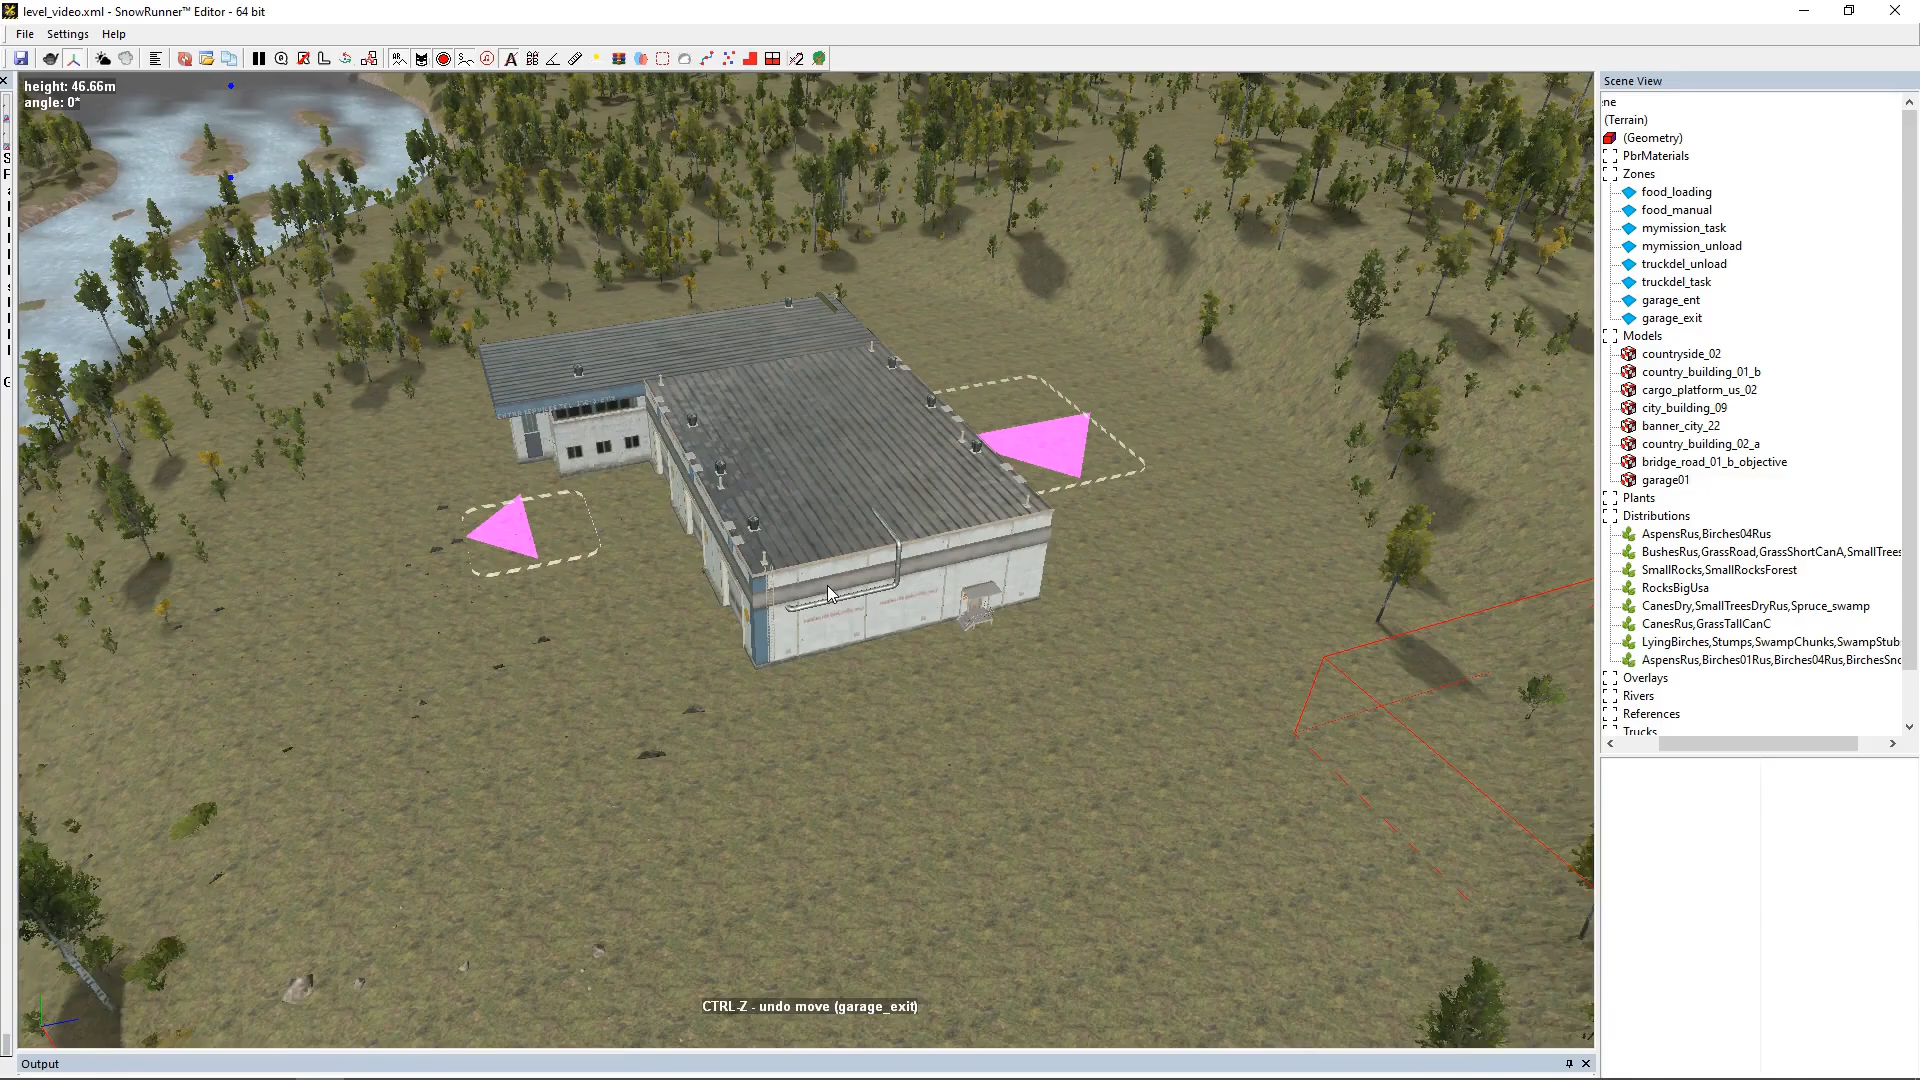 level_video.xml - SnowRunner™ Editor - 64 bit
File Settings Help
height: 46.66m
angle: 0*
Scene View
ne
(Terrain)
(Geometry)
PbrMaterials
Zones
food_loading
food_manual
mymission_task
mymission_unload
truckdel_unload
truckdel_task
garage_ent
garage_exit
Models
countryside_02
country_building_01_b
cargo_platform_us_02
city_building_09
banner_city_22
country_building_02_a
bridge_road_01_b_objective
garage01
Plants
Distributions
AspensRus,Birches04Rus
BushesRus,GrassRoad,GrassShortCanA,SmallTrees
SmallRocks,SmallRocksForest
RocksBigUsa
CanesDry,SmallTreesDryRus,Spruce_swamp
CanesRus,GrassTallCanC
LyingBirches,Stumps,SwampChunks,SwampStub
AspensRus,Birches01Rus,Birches04Rus,BirchesSno
Overlays
Rivers
References
Trucks
CTRL-Z - undo move (garage_exit)
Output